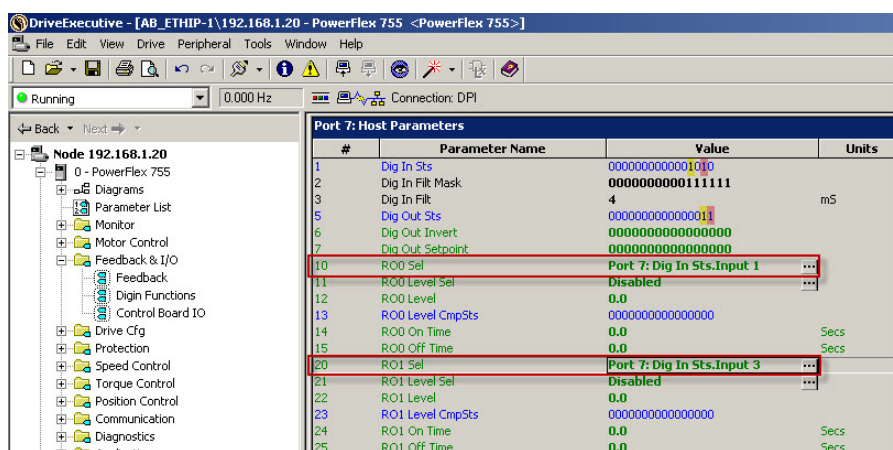 DriveExecutive - [AB_ETHIP-1\192.168.1.20 - PowerFlex 755 <PowerFlex 755>]
File Edit View Drive Peripheral Tools Window Help
Running 0.000 Hz Connection: DPI
Back Next
Node 192.168.1.20
0 - PowerFlex 755
Diagrams
Parameter List
Monitor
Motor Control
Feedback & I/O
Feedback
Digin Functions
Control Board IO
Drive Cfg
Protection
Speed Control
Torque Control
Position Control
Communication
Diagnostics
Port 7: Host Parameters
# Parameter Name Value Units
1 Dig In Sts 0000000000001010
2 Dig In Filt Mask 0000000000111111
3 Dig In Filt 4 mS
5 Dig Out Sts 0000000000000011
6 Dig Out Invert 0000000000000000
7 Dig Out Setpoint 0000000000000000
10 RO0 Sel Port 7: Dig In Sts.Input 1 ...
11 RO0 Level Sel Disabled ...
12 RO0 Level 0.0
13 RO0 Level CmpSts 0000000000000000
14 RO0 On Time 0.0 Secs
15 RO0 Off Time 0.0 Secs
20 RO1 Sel Port 7: Dig In Sts.Input 3 ...
21 RO1 Level Sel Disabled ...
22 RO1 Level 0.0
23 RO1 Level CmpSts 0000000000000000
24 RO1 On Time 0.0 Secs
25 RO1 Off Time 0.0 Secs